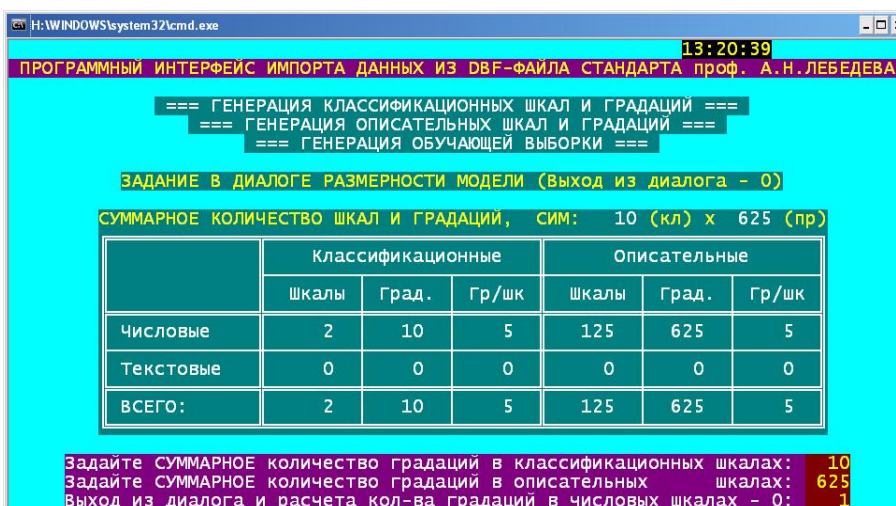 H:\WINDOWS\system32\cmd.exe
13:20:39
ПРОГРАММНЫЙ ИНТЕРФЕЙС ИМПОРТА ДАННЫХ ИЗ DBF-ФАЙЛА СТАНДАРТА проф. А.Н.ЛЕБЕДЕВА
=== ГЕНЕРАЦИЯ КЛАССИФИКАЦИОННЫХ ШКАЛ И ГРАДАЦИЙ ===
=== ГЕНЕРАЦИЯ ОПИСАТЕЛЬНЫХ ШКАЛ И ГРАДАЦИЙ ===
=== ГЕНЕРАЦИЯ ОБУЧАЮЩЕЙ ВЫБОРКИ ===
ЗАДАНИЕ В ДИАЛОГЕ РАЗМЕРНОСТИ МОДЕЛИ (Выход из диалога - 0)
СУММАРНОЕ КОЛИЧЕСТВО ШКАЛ И ГРАДАЦИЙ, СИМ: 10 (кл) x 625 (пр)
Классификационные Описательные
Шкалы Град. Гр/шк Шкалы Град. Гр/шк
Числовые 2 10 5 125 625 5
Текстовые 0 0 0 0 0 0
ВСЕГО: 2 10 5 125 625 5
Задайте СУММАРНОЕ количество градаций в классификационных шкалах: 10
Задайте СУММАРНОЕ количество градаций в описательных шкалах: 625
Выход из диалога и расчета кол-ва градаций в числовых шкалах - 0: 1